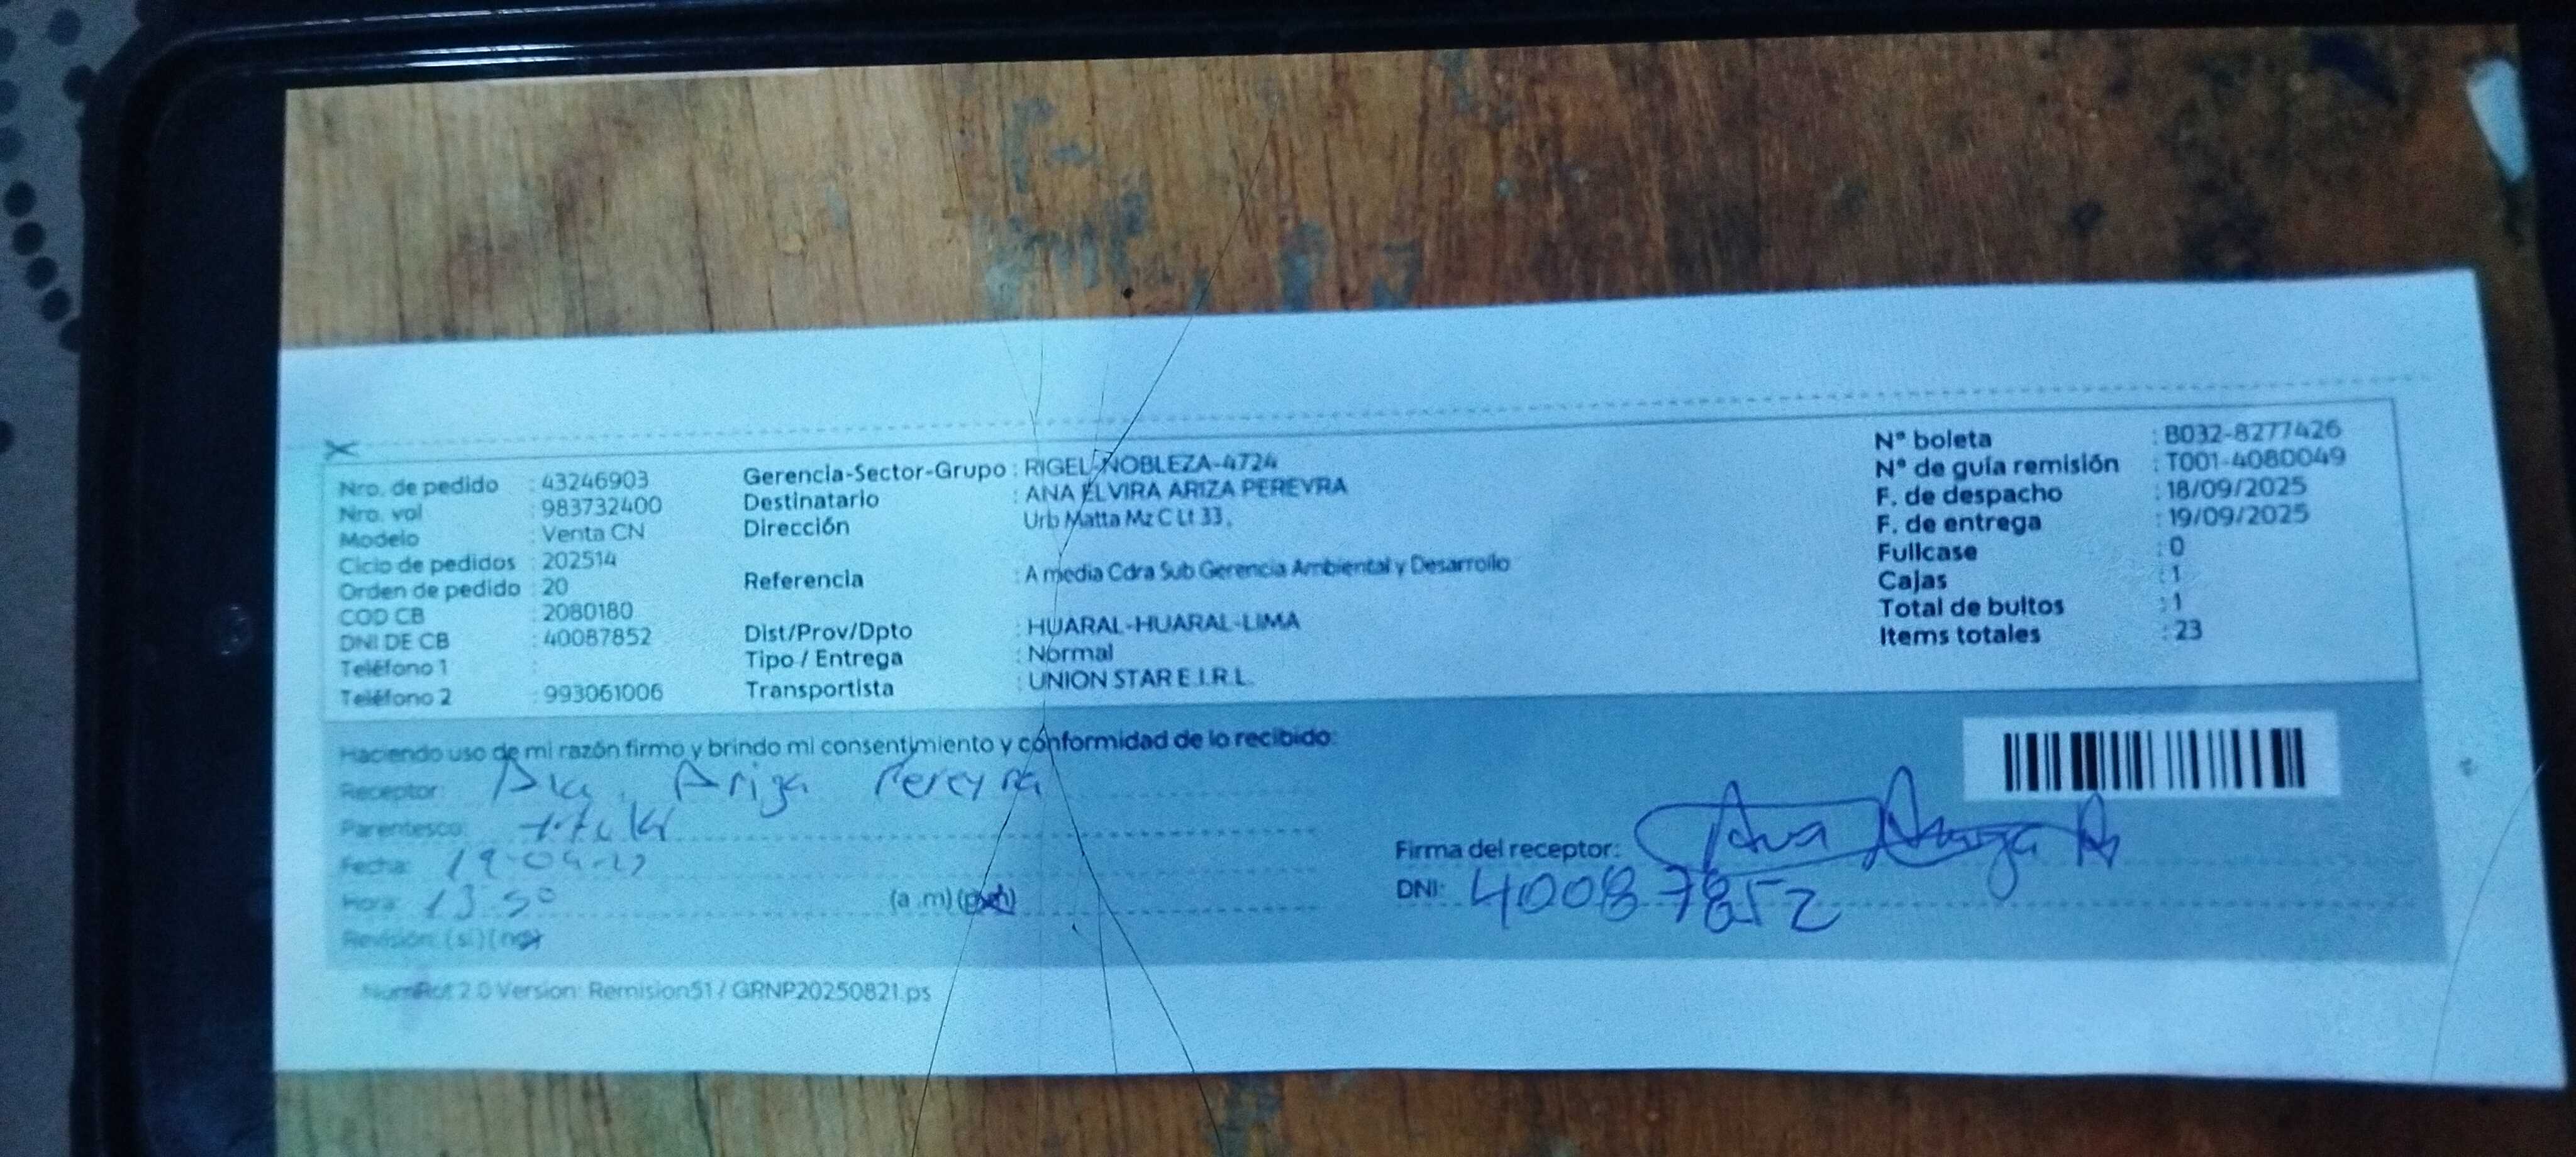 Nro. de pedido : 43246903
Nro. vol : 983732400
Modelo : Venta CN
Ciclo de pedidos : 202514
Orden de pedido : 20
COD CB : 2080180
DNI DE CB : 40087852
Teléfono 1 :
Teléfono 2 : 993061006
Gerencia-Sector-Grupo : RIGEL-NOBLEZA-4724
Destinatario : ANA ELVIRA ARIZA PEREYRA
Dirección Urb Matta Mz C Lt 33,
Referencia : A media Cdra Sub Gerencia Ambiental y Desarrollo
Dist/Prov/Dpto : HUARAL-HUARAL-LIMA
Tipo / Entrega : Normal
Transportista : UNION STAR E.I.R.L.
N° boleta : B032-8277426
N° de guía remisión : T001-4080049
F. de despacho : 18/09/2025
F. de entrega : 19/09/2025
Fullcase : 0
Cajas : 1
Total de bultos : 1
Items totales : 23
Haciendo uso de mi razón firmo y brindo mi consentimiento y conformidad de lo recibido:
Receptor: Ana Ariza Pereyra
Parentesco: titular
Fecha:
Hora: 13:50 (a.m)(p.m)
Revisión: (si)(no)
Firma del receptor: Ana Ariza P
DNI: 40087852
2.0 Version: Remision51 / GRNP20250821.ps